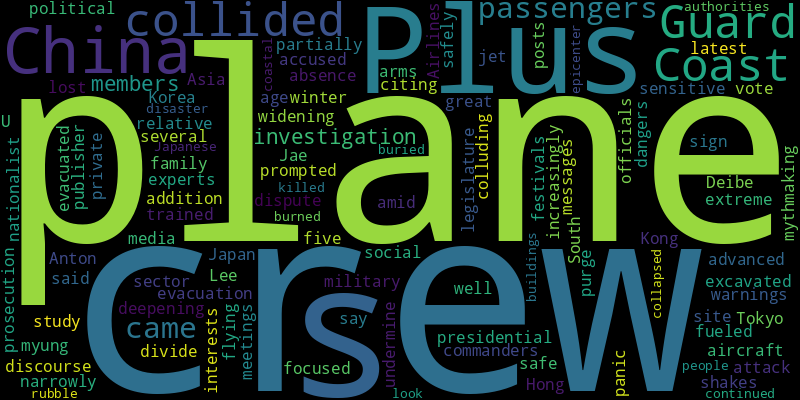 political
authorities
collided
passengers
China
Plus
Guard
Coast
latest
partially
accused
absence
coastal
Airlines
safely
jet
posts
epicenter
lost
members
Asia
arms
citing
sensitive
vote
plane
Korea
disaster
age
winter
great
U
relative
widening
officials
dangers
nationalist
evacuated
publisher
private
several
Japanese
investigation
legislature
colluding
festivals
increasingly
messages
sign
mythmaking
family
Jae
buried
experts
prompted
Deibe
addition
killed
extreme
trained
dispute
amid
burned
South
media
five
Kong
prosecution
Anton
Japan
social
purge
buildings
collapsed
advanced
said
Lee
crew
s
sector
military
well
excavated
evacuation
warnings
deepening
interests
flying
meetings
undermine
site
Tokyo
study
came
say
presidential
fueled
myung
divide
commanders
aircraft
discourse
focused
safe
panic
people
attack
narrowly
Hong
shakes
rubble
look
continued